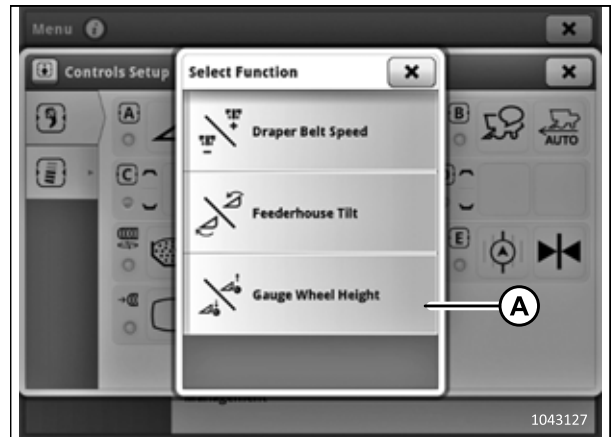 Menu
Controls Setup
Select Function
A
B
Draper Belt Speed
AUTO
C
Feederhouse Tilt
E
Gauge Wheel Height
A
1043127